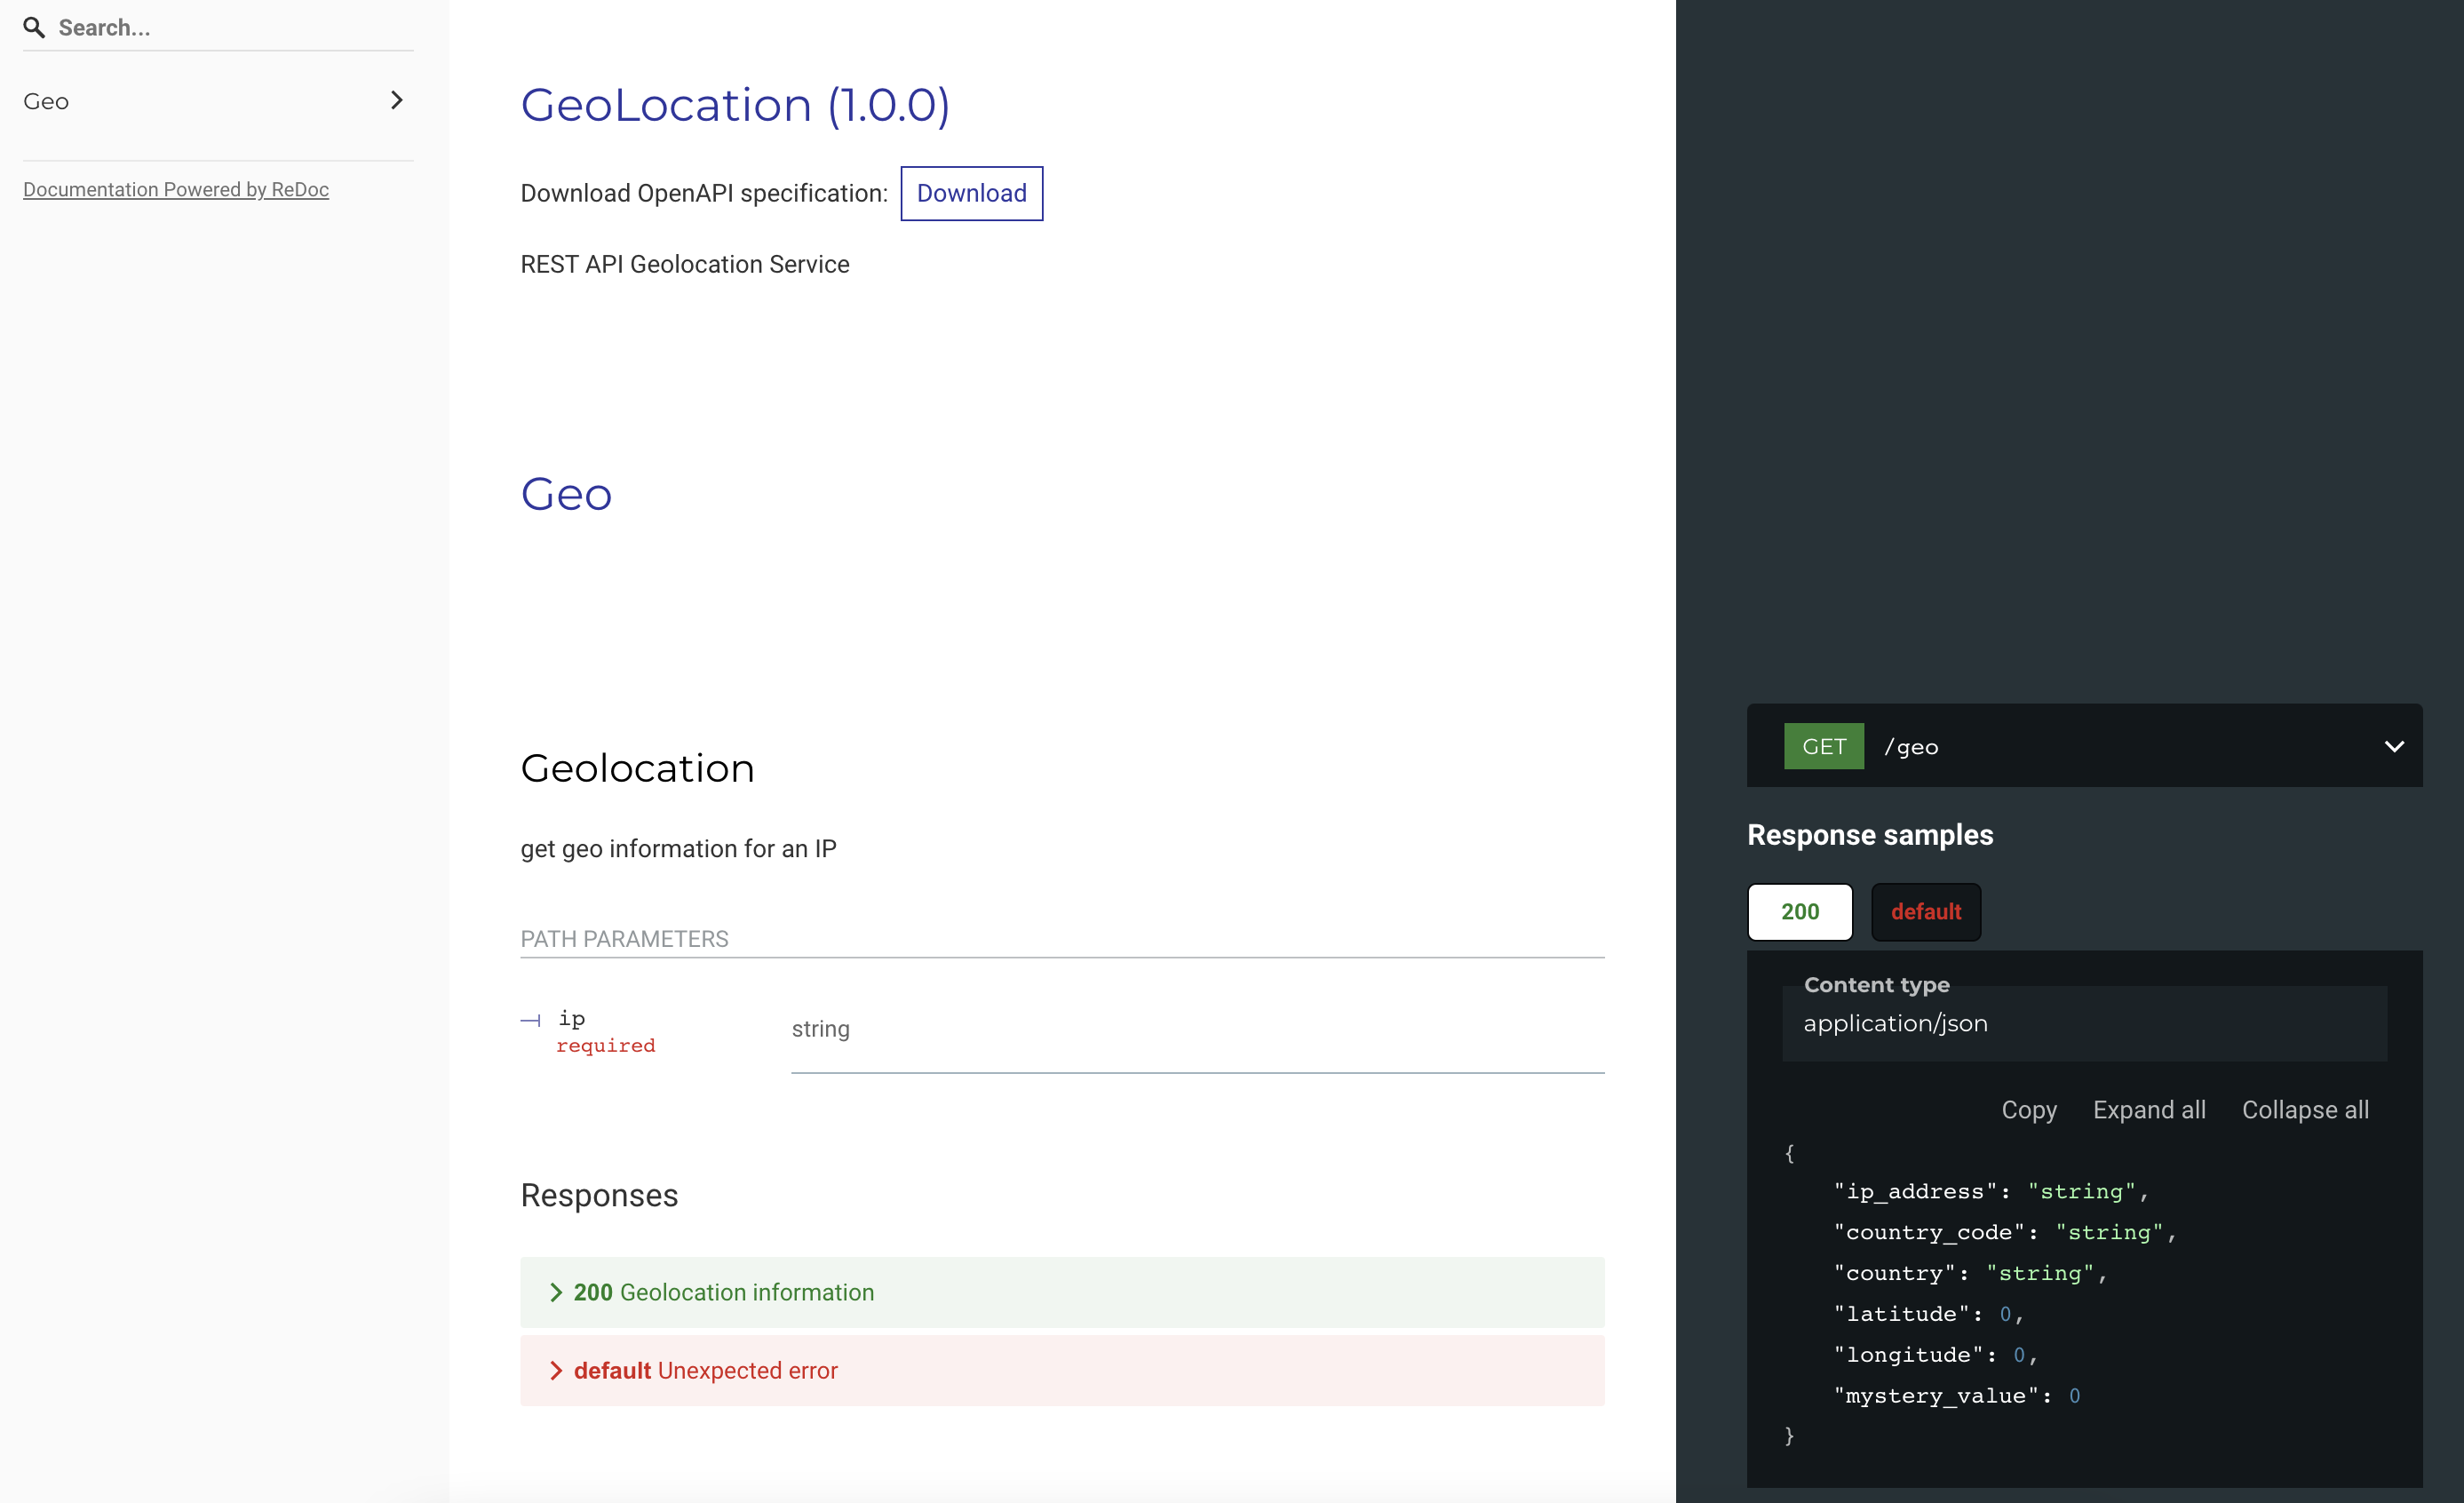 Search...
Geo
Documentation Powered by ReDoc
GeoLocation (1.0.0)
Download OpenAPI specification: Download
REST API Geolocation Service
Geo
Geolocation
get geo information for an IP
PATH PARAMETERS
ip
required
string
Responses
200 Geolocation information
default Unexpected error
GET /geo
Response samples
200 default
Content type
application/json
Copy Expand all Collapse all
{
"ip_address": "string",
"country_code": "string",
"country": "string",
"latitude": 0,
"longitude": 0,
"mystery_value": 0
}